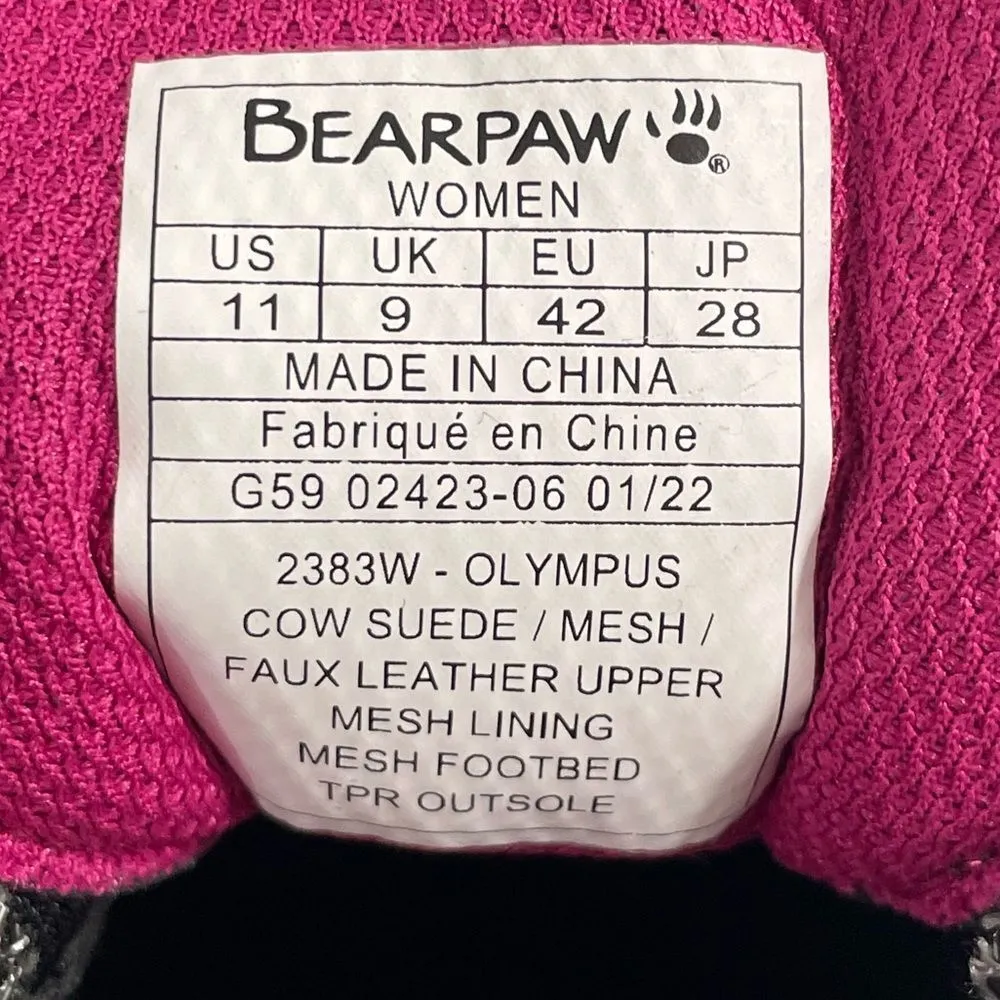 BEARPAW ®
WOMEN
US UK EU JP
11 9 42 28
MADE IN CHINA
Fabriqué en Chine
G59 02423-06 01/22
2383W - OLYMPUS
COW SUEDE / MESH /
FAUX LEATHER UPPER
MESH LINING
MESH FOOTBED
TPR OUTSOLE